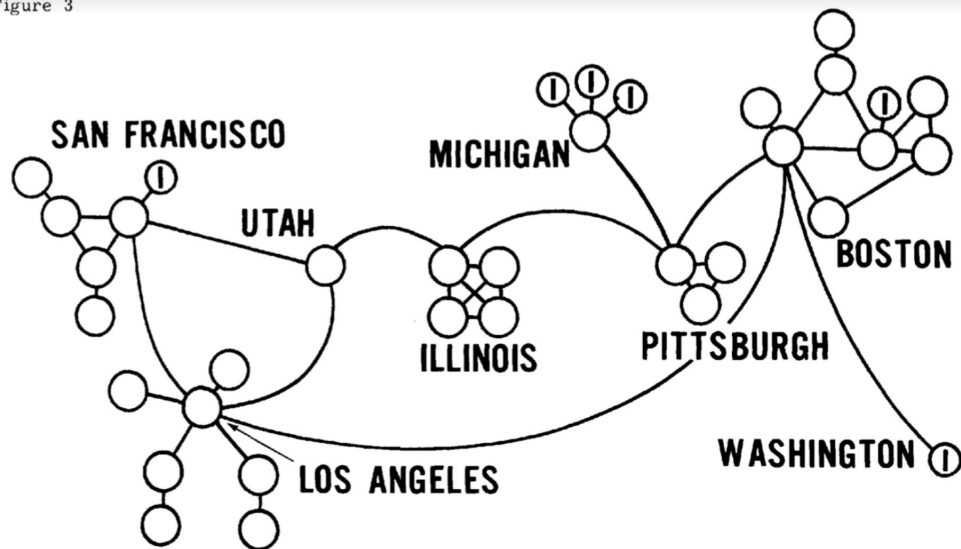 Figure 3
SAN FRANCISCO
I
UTAH
MICHIGAN
I
I
I
I
BOSTON
ILLINOIS
PITTSBURGH
LOS ANGELES
WASHINGTON I